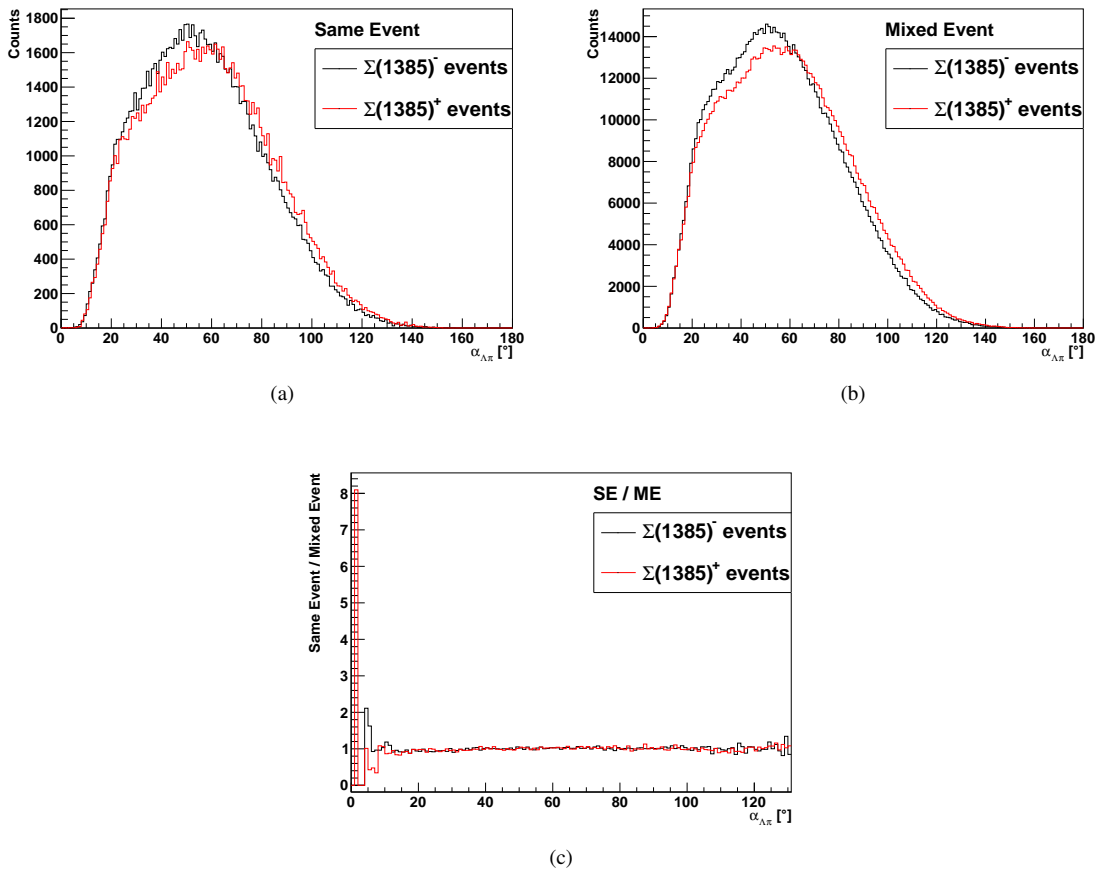 Counts
1800
1600
1400
1200
1000
800
600
400
200
0
Same Event
Σ(1385)⁻ events
Σ(1385)⁺ events
0 20 40 60 80 100 120 140 160 180
α_Λπ [°]
(a)
Counts
14000
12000
10000
8000
6000
4000
2000
0
Mixed Event
Σ(1385)⁻ events
Σ(1385)⁺ events
0 20 40 60 80 100 120 140 160 180
α_Λπ [°]
(b)
Same Event / Mixed Event
8
7
6
5
4
3
2
1
0
SE / ME
Σ(1385)⁻ events
Σ(1385)⁺ events
0 20 40 60 80 100 120
α_Λπ [°]
(c)